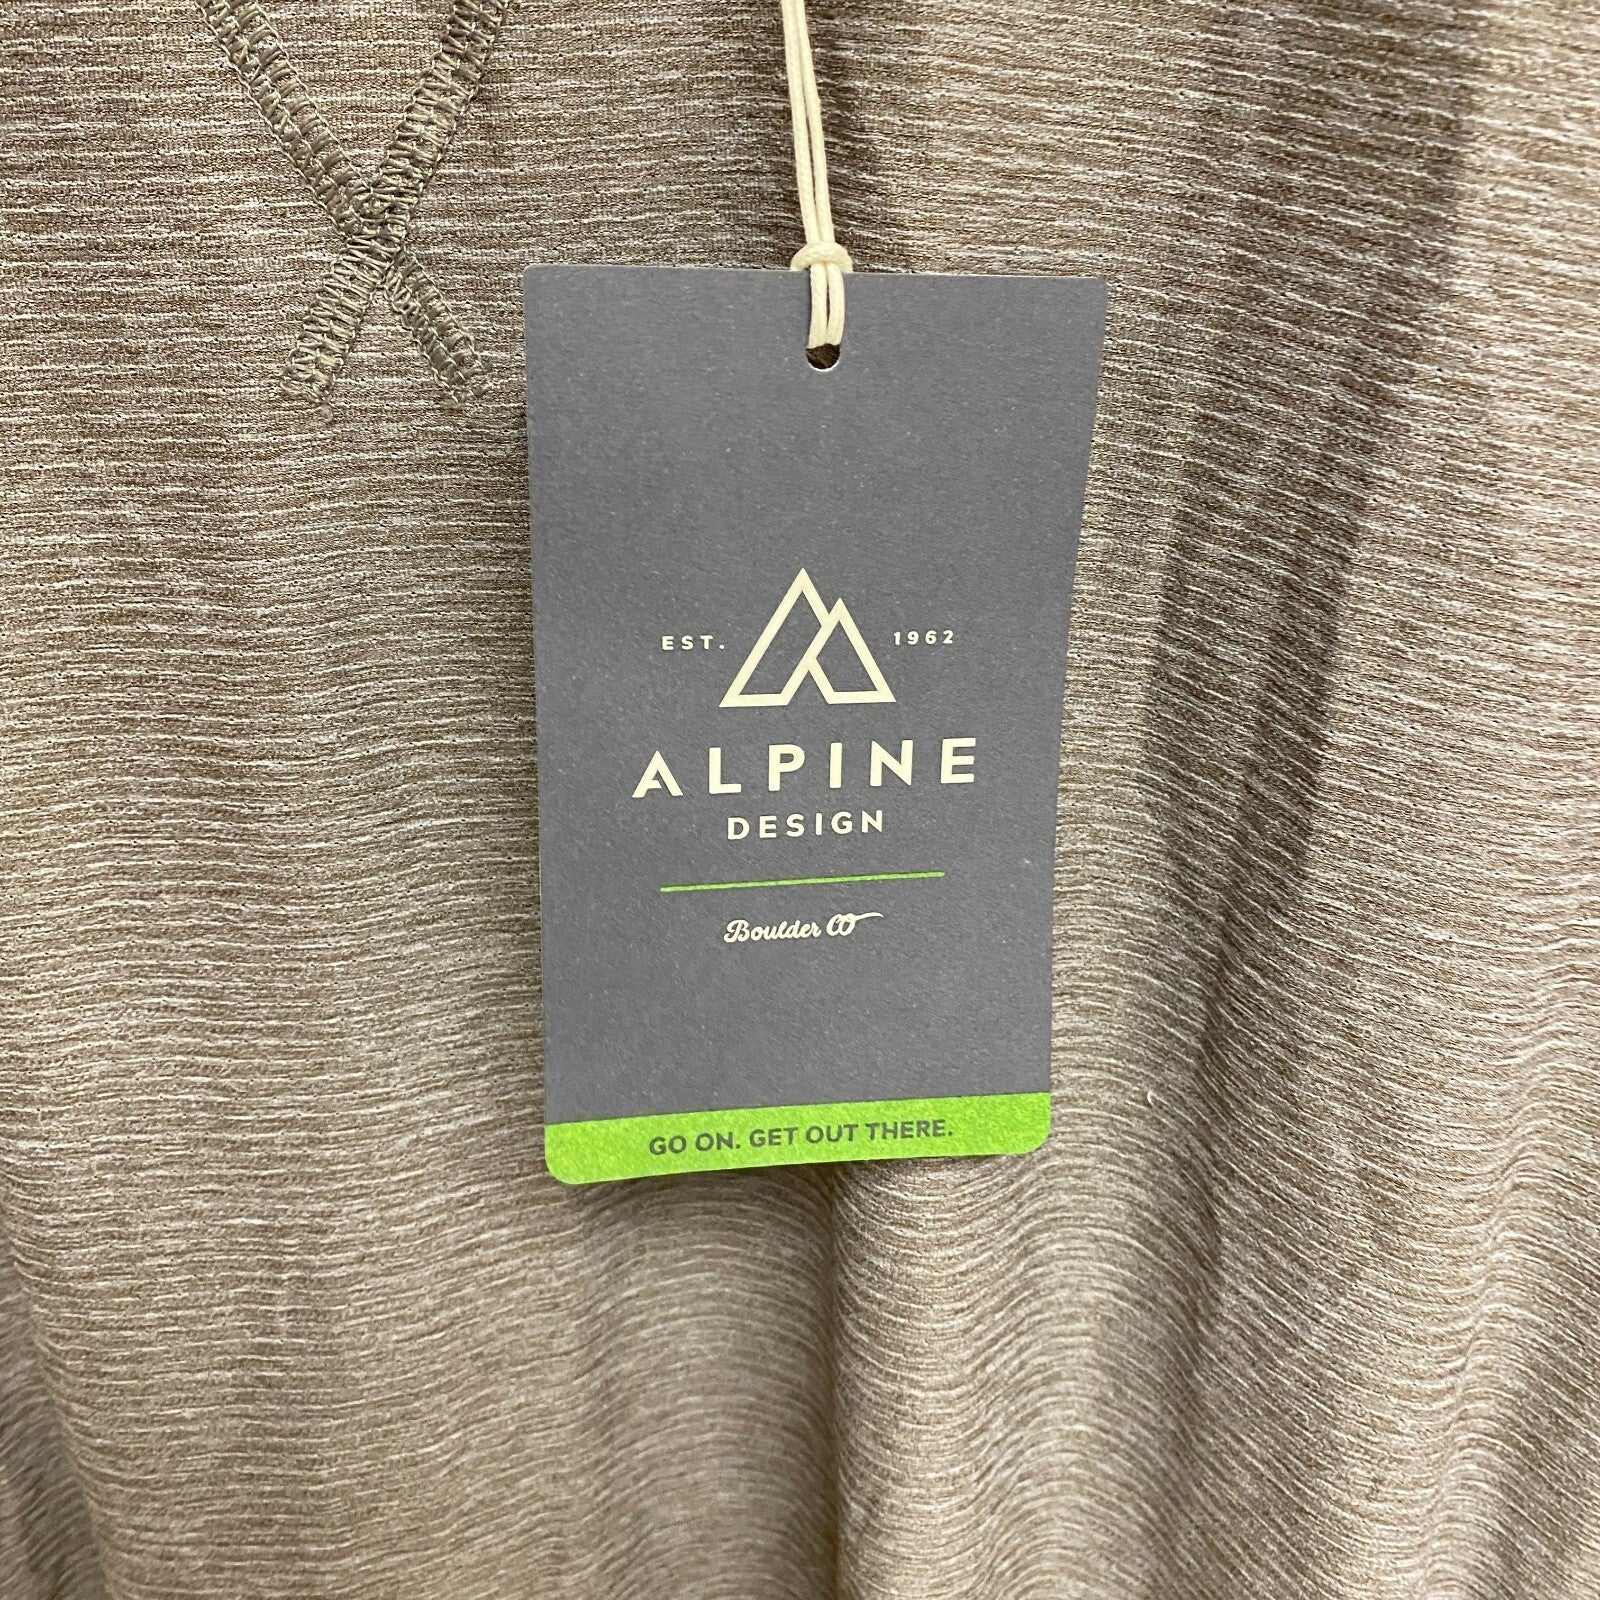 EST. 1962
ALPINE
DESIGN
Boulder CO
GO ON. GET OUT THERE.